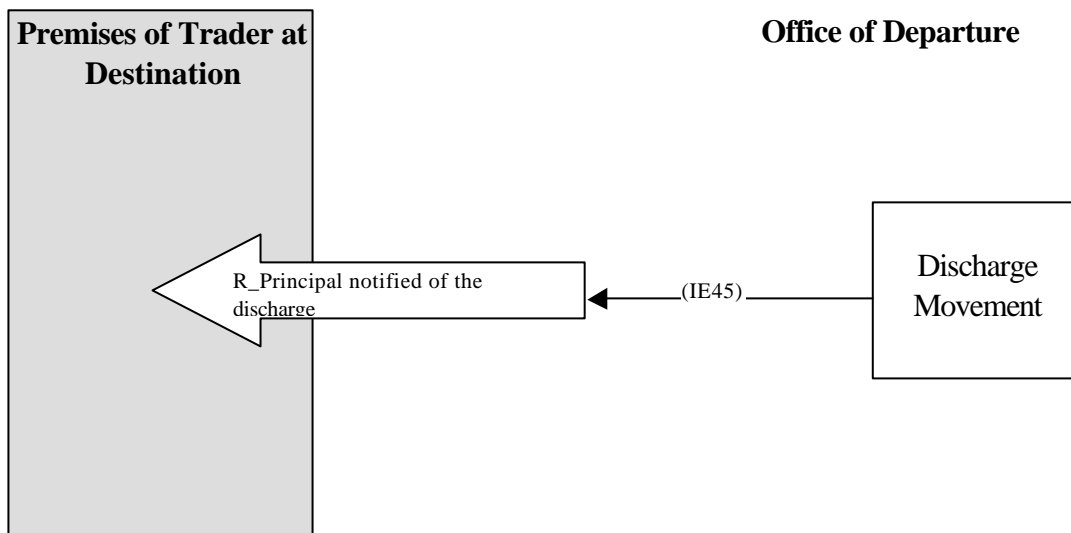 Premises of Trader at
Destination
Office of Departure
R_Principal notified of the
discharge
(IE45)
Discharge
Movement